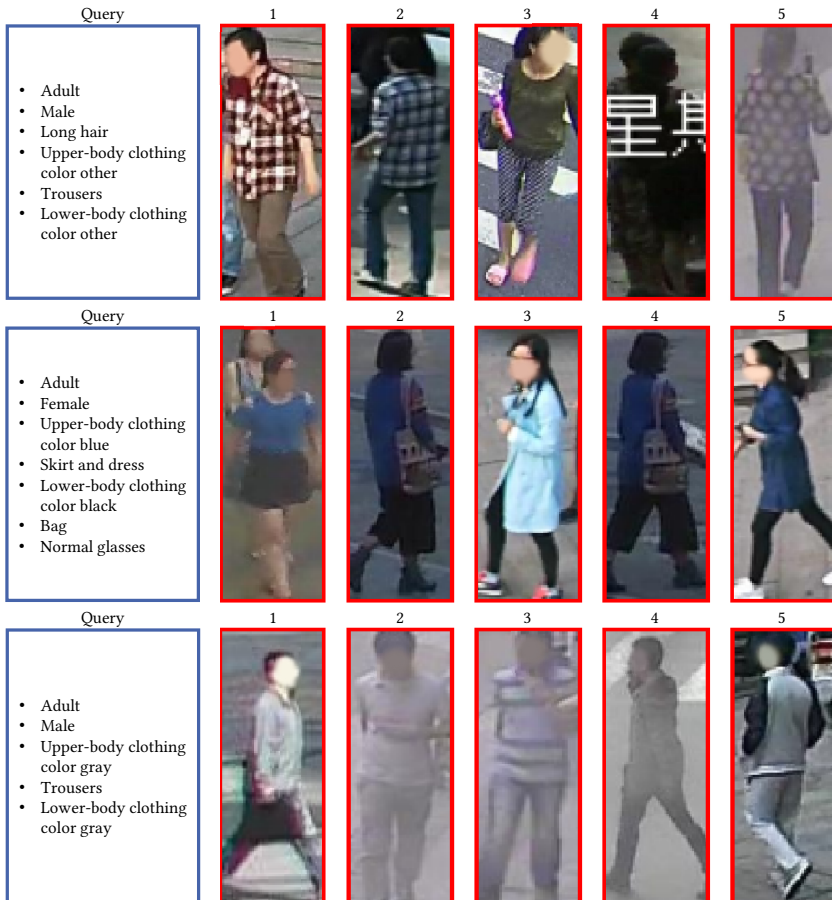 Query 1 2 3 4 5
• Adult
• Male
• Long hair
• Upper-body clothing
color other
• Trousers
• Lower-body clothing
color other
星期
Query 1 2 3 4 5
• Adult
• Female
• Upper-body clothing
color blue
• Skirt and dress
• Lower-body clothing
color black
• Bag
• Normal glasses
Query 1 2 3 4 5
• Adult
• Male
• Upper-body clothing
color gray
• Trousers
• Lower-body clothing
color gray